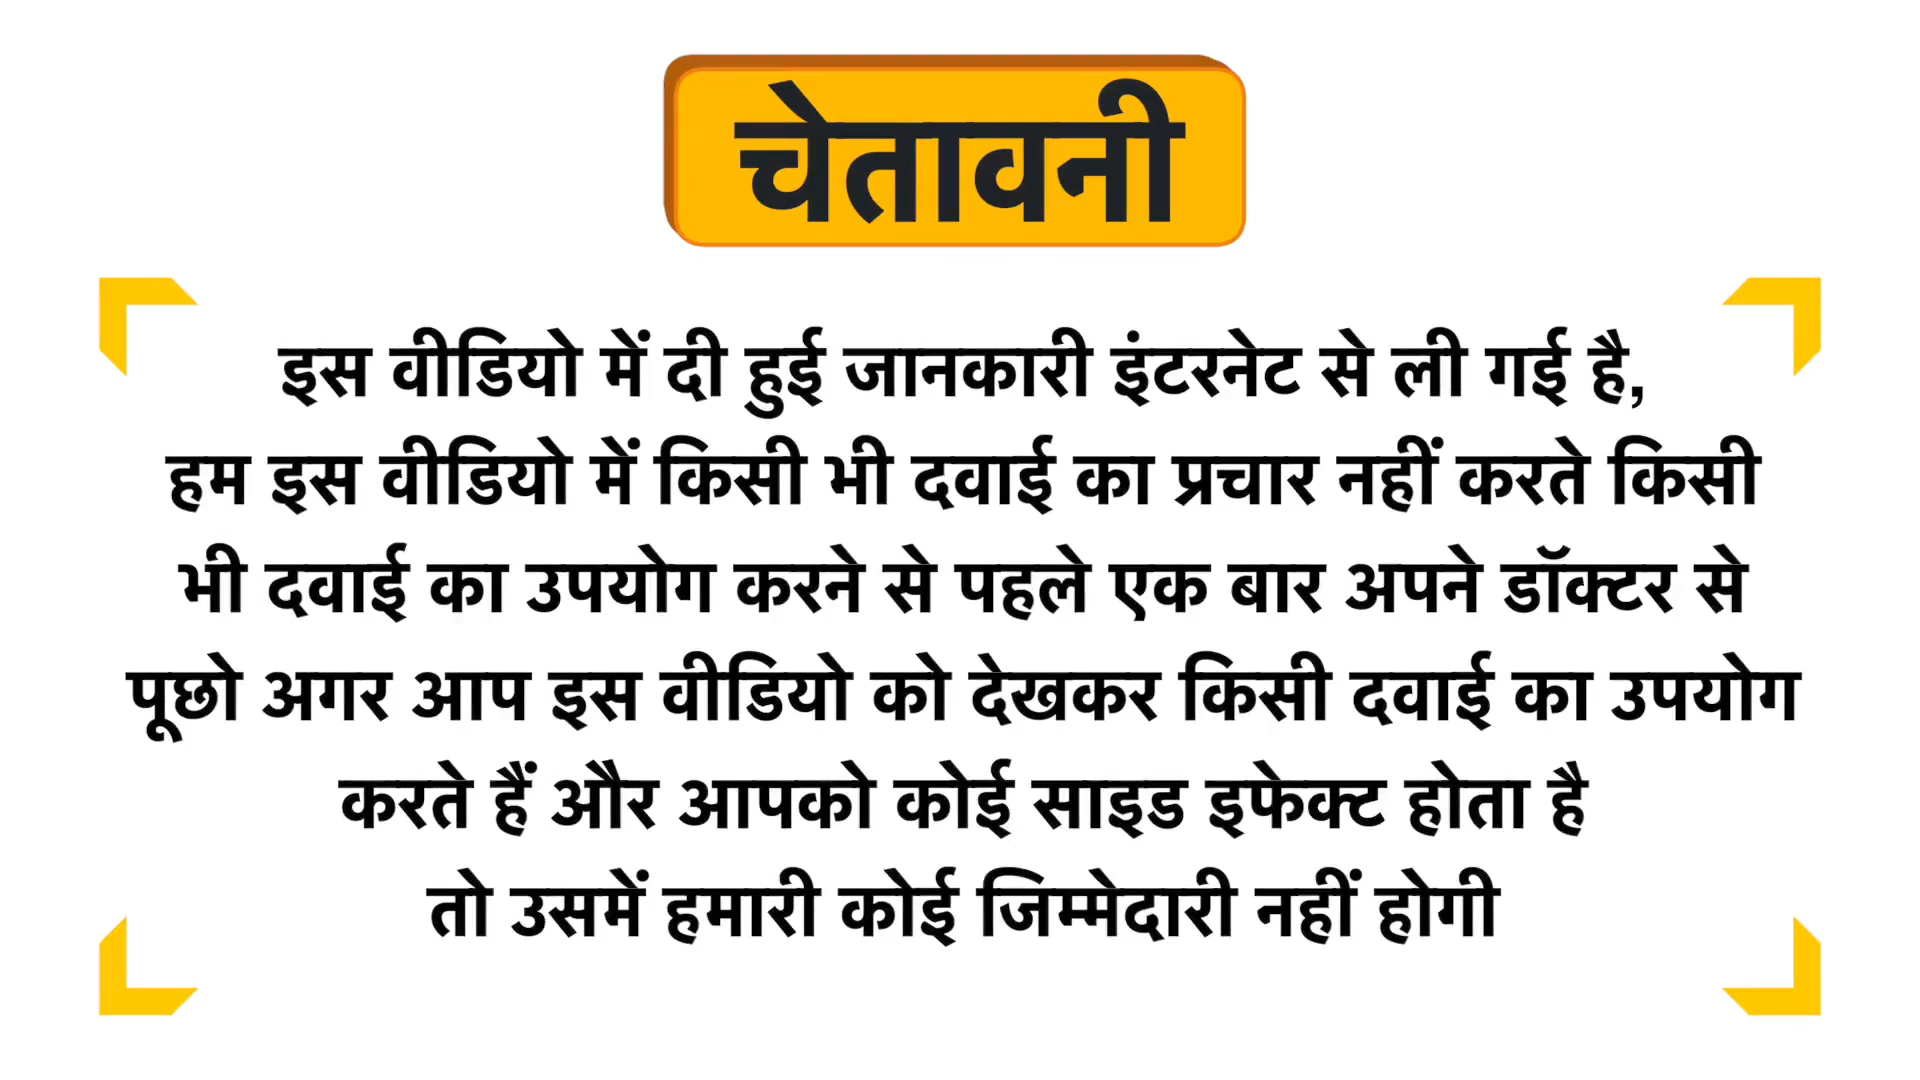 चेतावनी
इस वीडियो में दी हुई जानकारी इंटरनेट से ली गई है,
हम इस वीडियो में किसी भी दवाई का प्रचार नहीं करते किसी
भी दवाई का उपयोग करने से पहले एक बार अपने डॉक्टर से
पूछो अगर आप इस वीडियो को देखकर किसी दवाई का उपयोग
करते हैं और आपको कोई साइड इफेक्ट होता है
तो उसमें हमारी कोई जिम्मेदारी नहीं होगी